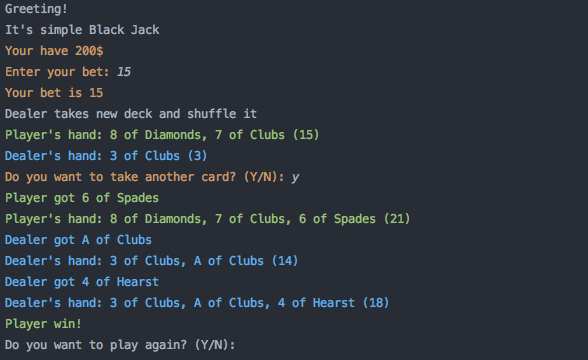 Greeting!
It's simple Black Jack
Your have 200$
Enter your bet: 15
Your bet is 15
Dealer takes new deck and shuffle it
Player's hand: 8 of Diamonds, 7 of Clubs (15)
Dealer's hand: 3 of Clubs (3)
Do you want to take another card? (Y/N): y
Player got 6 of Spades
Player's hand: 8 of Diamonds, 7 of Clubs, 6 of Spades (21)
Dealer got A of Clubs
Dealer's hand: 3 of Clubs, A of Clubs (14)
Dealer got 4 of Hearst
Dealer's hand: 3 of Clubs, A of Clubs, 4 of Hearst (18)
Player win!
Do you want to play again? (Y/N):